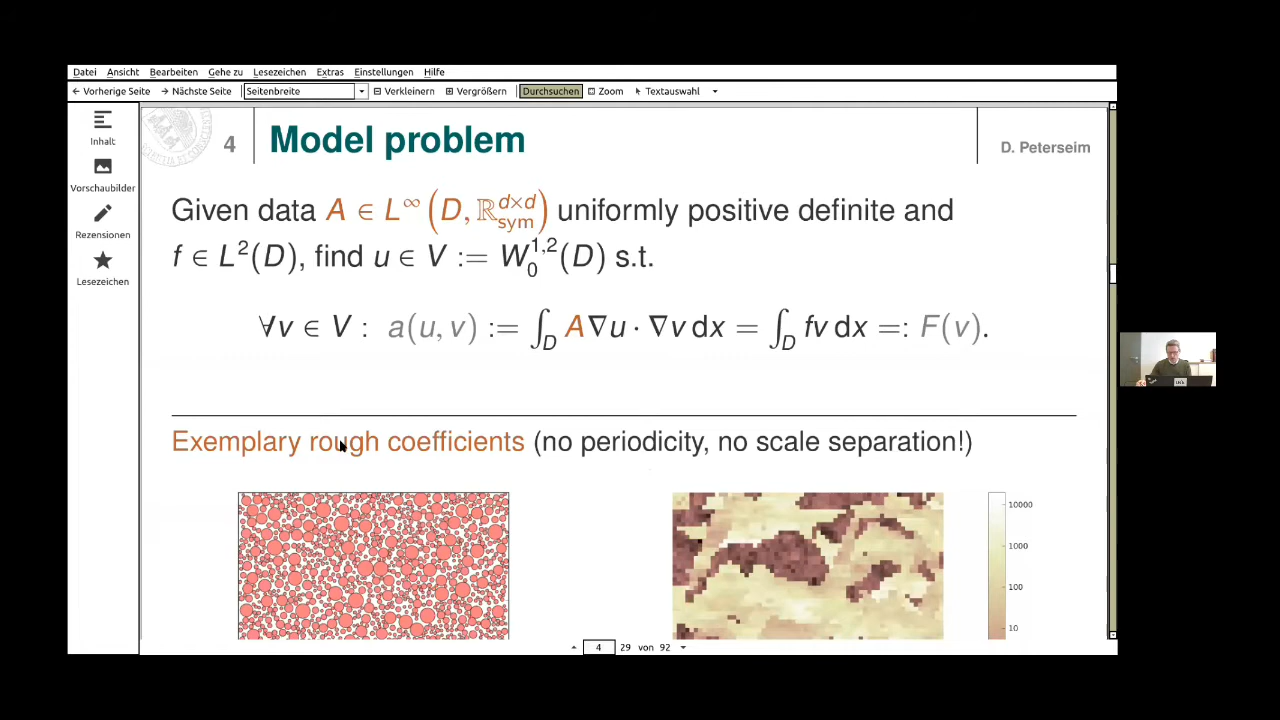 Datei Ansicht Bearbeiten Gehe zu Lesezeichen Extras Einstellungen Hilfe
Vorherige Seite Nächste Seite Seitenbreite Verkleinern Vergrößern Durchsuchen Zoom Textauswahl
Inhalt
Vorschaubilder
Rezensionen
Lesezeichen
4 Model problem D. Peterseim
Given data A ∈ L^∞(D, ℝ^{d×d}_{sym}) uniformly positive definite and
f ∈ L²(D), find u ∈ V := W_0^{1,2}(D) s.t.
∀v ∈ V : a(u, v) := ∫_D A∇u · ∇v dx = ∫_D fv dx =: F(v).
Exemplary rough coefficients (no periodicity, no scale separation!)
10000
1000
100
10
4 29 von 92